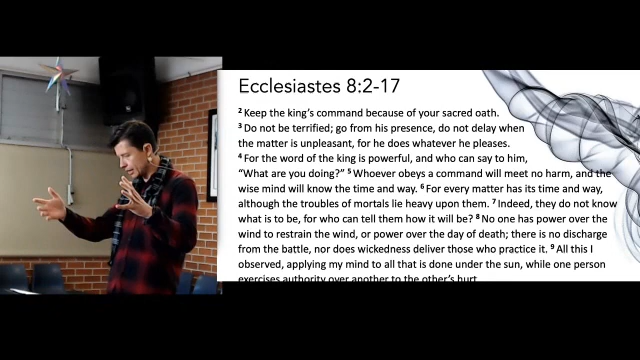 Ecclesiastes 8:2-17
2 Keep the king’s command because of your sacred oath.
3 Do not be terrified; go from his presence, do not delay when
the matter is unpleasant, for he does whatever he pleases.
4 For the word of the king is powerful, and who can say to him,
“What are you doing?” 5 Whoever obeys a command will meet no harm, and the
wise mind will know the time and way. 6 For every matter has its time and way,
although the troubles of mortals lie heavy upon them. 7 Indeed, they do not know
what is to be, for who can tell them how it will be? 8 No one has power over the
wind to restrain the wind, or power over the day of death; there is no discharge
from the battle, nor does wickedness deliver those who practice it. 9 All this I
observed, applying my mind to all that is done under the sun, while one person
exercises authority over another to the other’s hurt